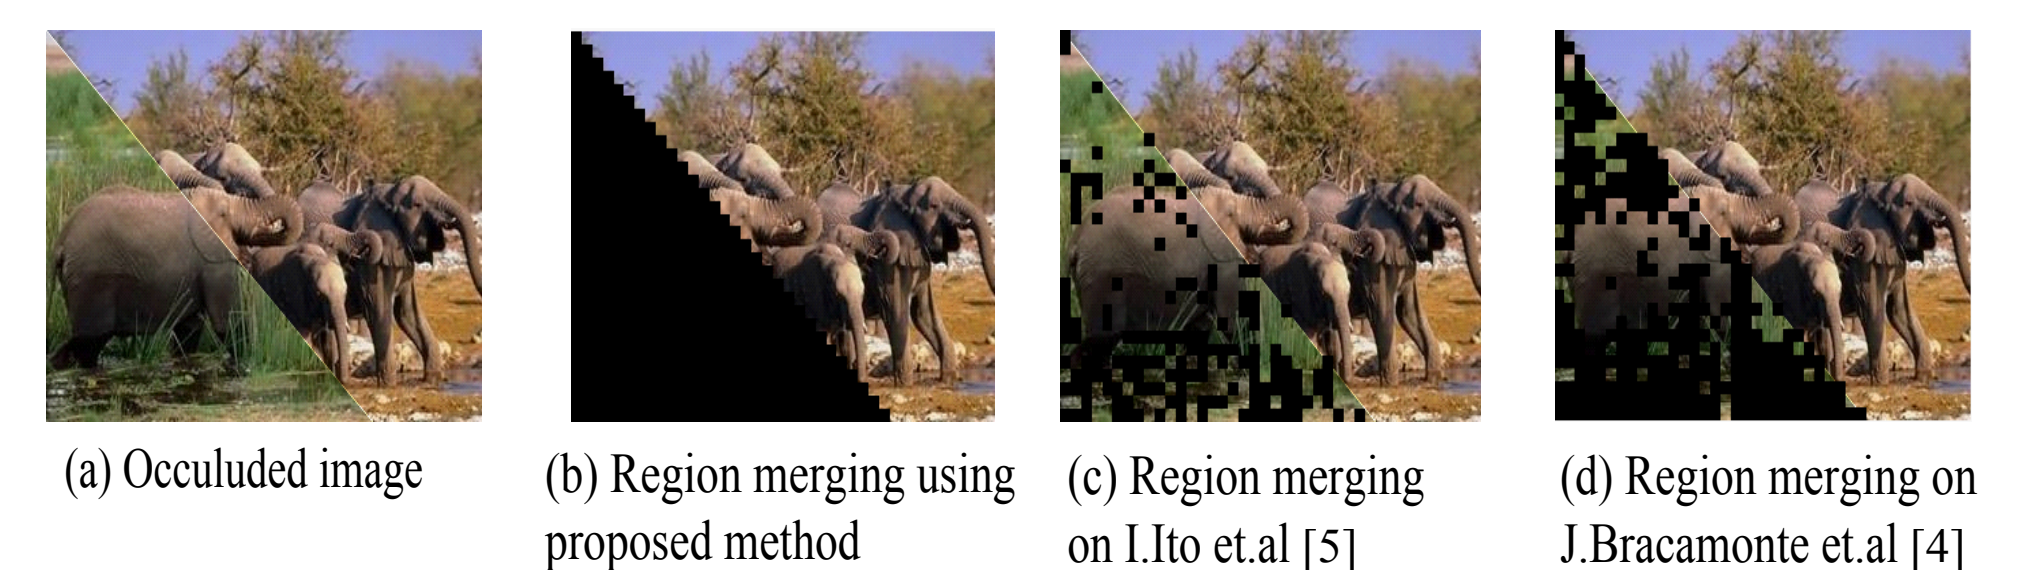 (a) Occuluded image
(b) Region merging using
proposed method
(c) Region merging
on I.Ito et.al [5]
(d) Region merging on
J.Bracamonte et.al [4]